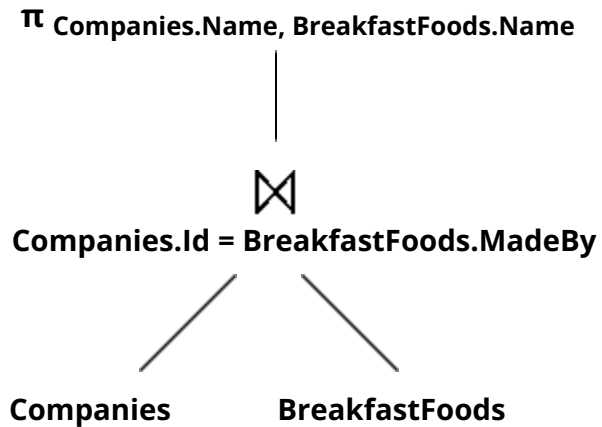 π Companies.Name, BreakfastFoods.Name
⋈
Companies.Id = BreakfastFoods.MadeBy
Companies BreakfastFoods